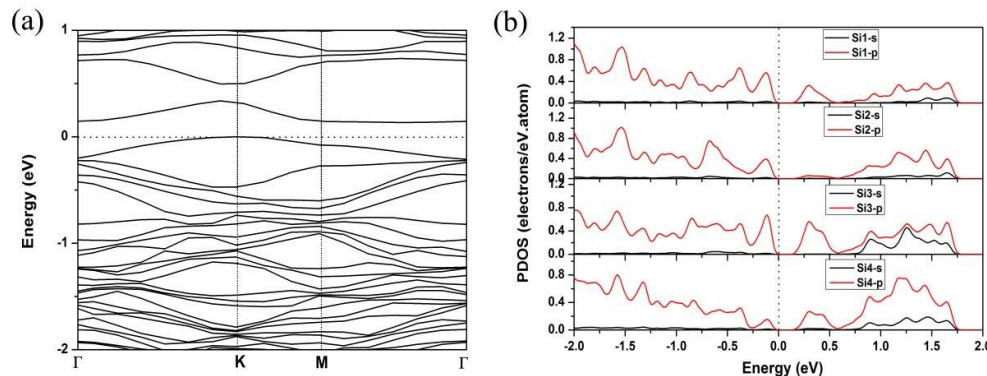 (a)
1
0
-1
-2
Energy (eV)
Γ
K
M
Γ
(b)
PDOS (electrons/eV.atom)
1.2
0.8
0.4
0.0
Si1-s
Si1-p
1.2
0.8
0.4
0.0
Si2-s
Si2-p
1.2
0.8
0.4
0.0
Si3-s
Si3-p
1.2
0.8
0.4
0.0
Si4-s
Si4-p
-2.0 -1.5 -1.0 -0.5 0.0 0.5 1.0 1.5 2.0
Energy (eV)